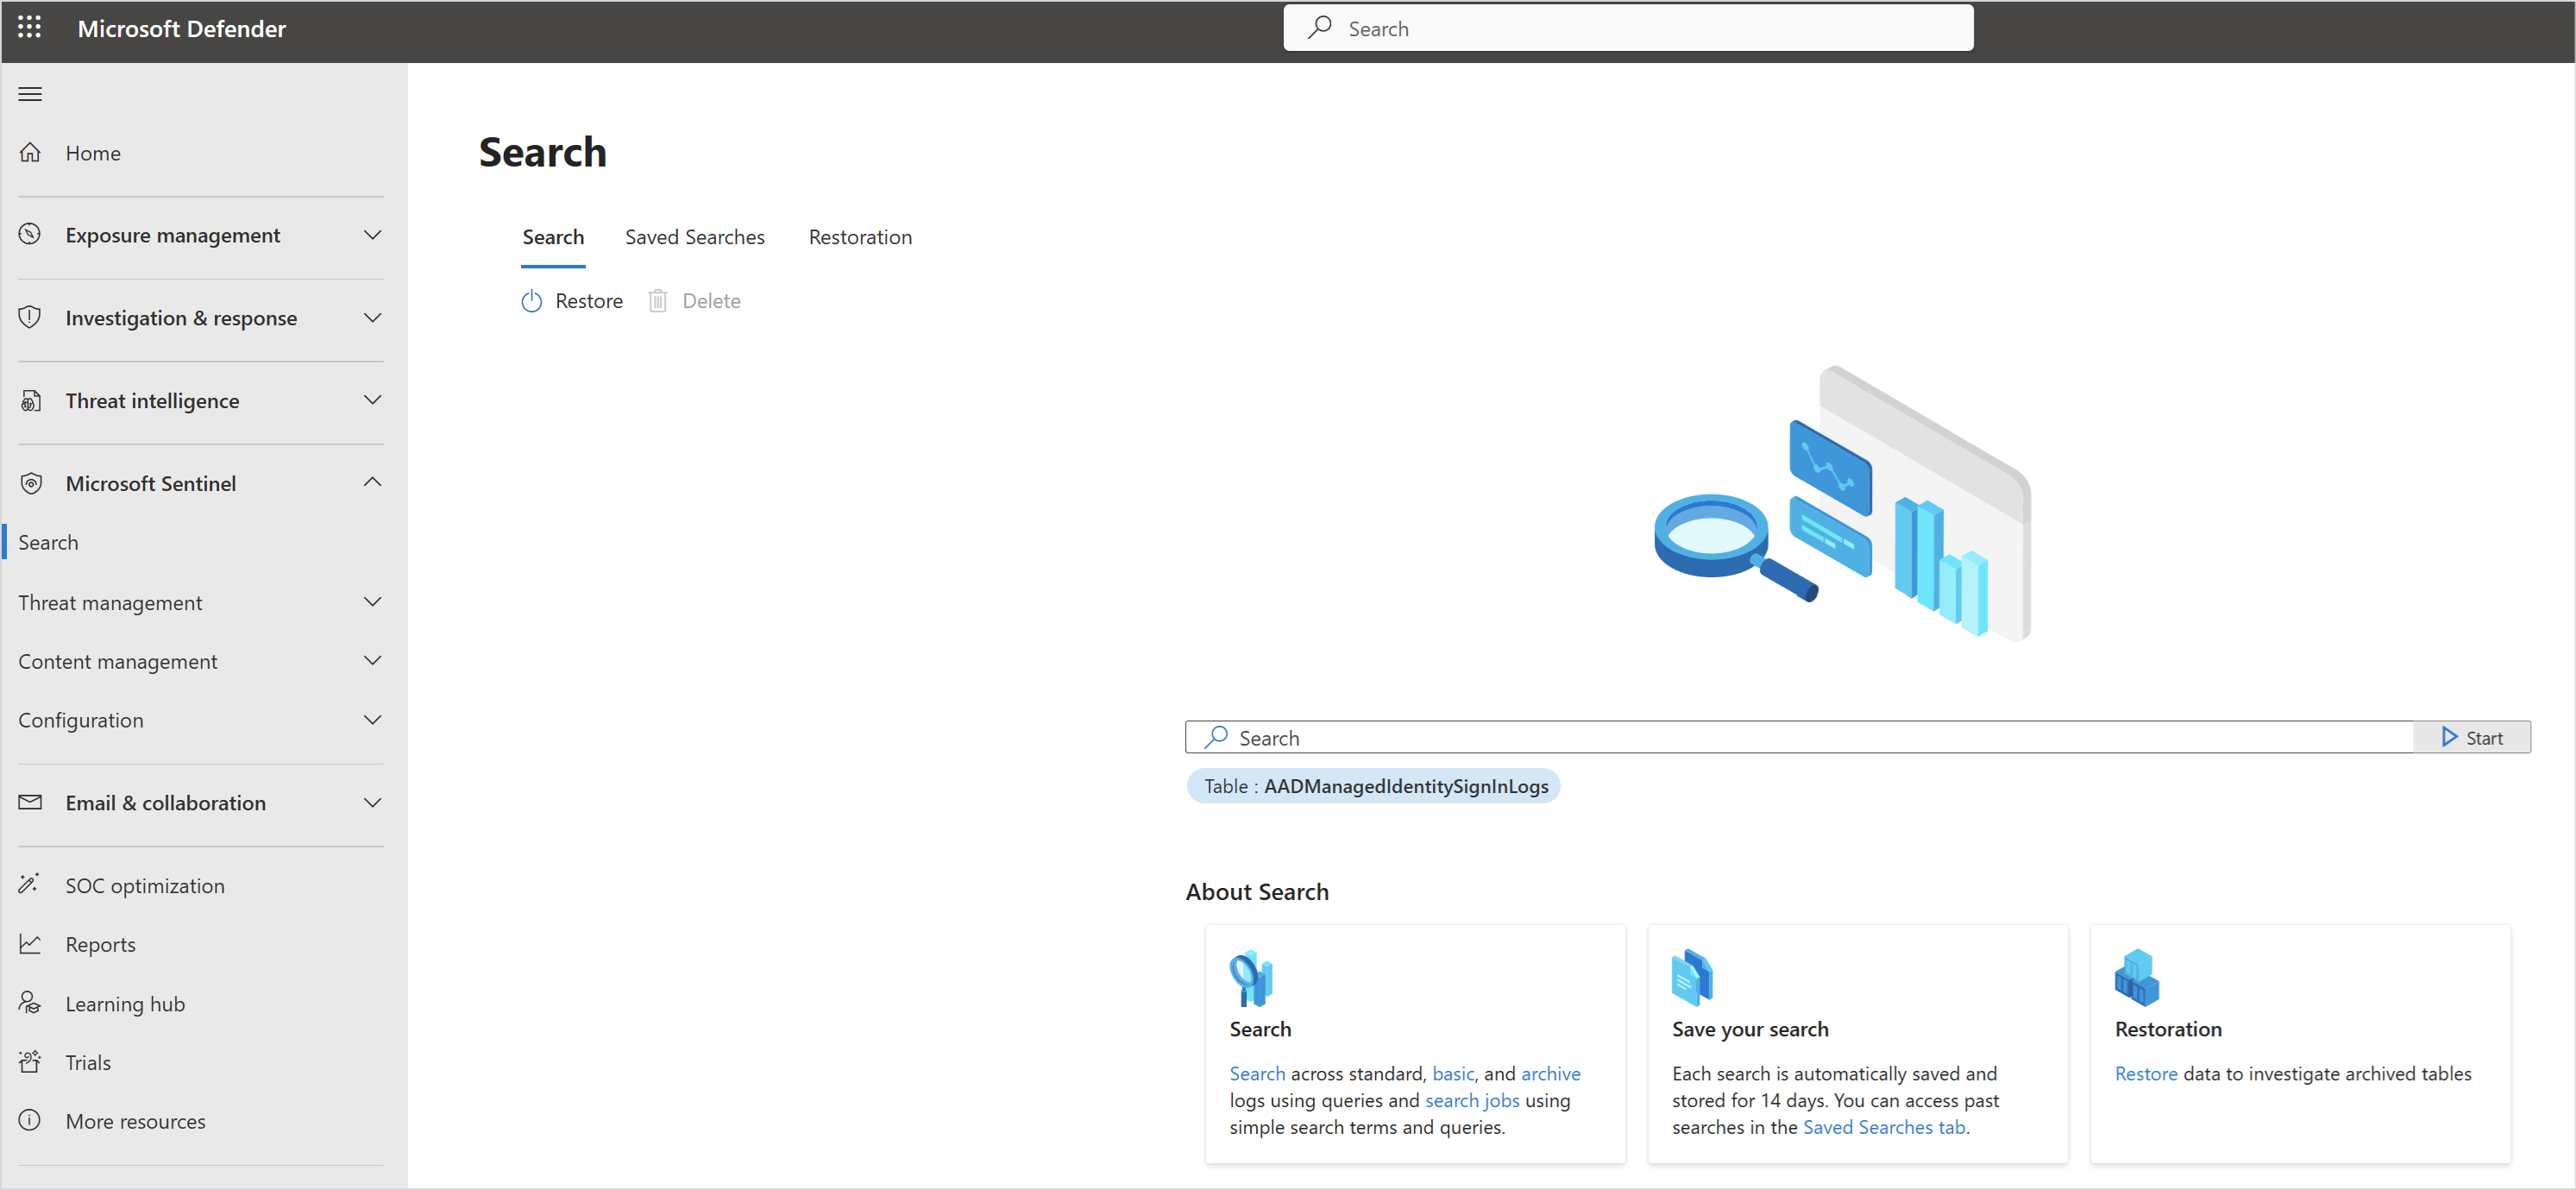 Microsoft Defender
Search
Home
Exposure management
Investigation & response
Threat intelligence
Microsoft Sentinel
Search
Threat management
Content management
Configuration
Email & collaboration
SOC optimization
Reports
Learning hub
Trials
More resources
Search
Search Saved Searches Restoration
Restore Delete
Search Start
Table : AADManagedIdentitySignInLogs
About Search
Search
Search across standard, basic, and archive
logs using queries and search jobs using
simple search terms and queries.
Save your search
Each search is automatically saved and
stored for 14 days. You can access past
searches in the Saved Searches tab.
Restoration
Restore data to investigate archived tables